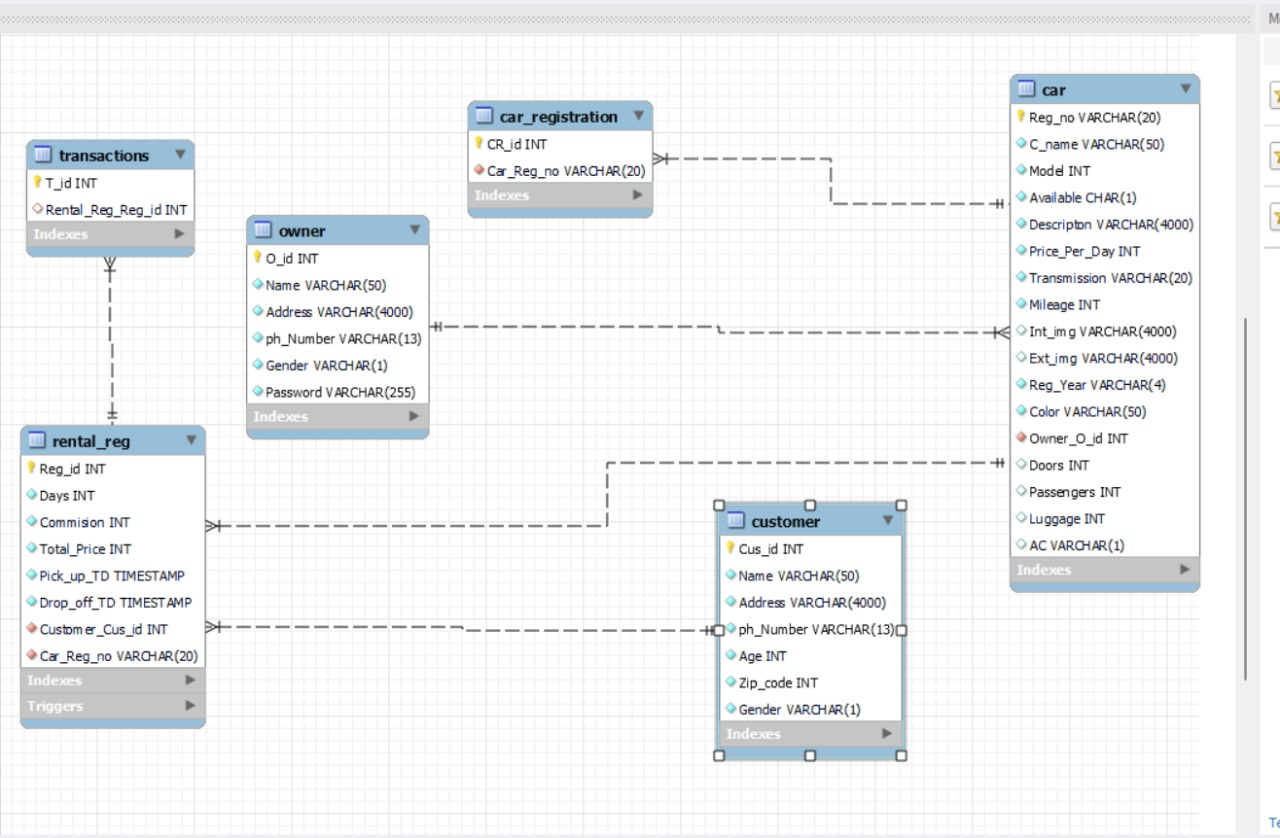 M
transactions
T_id INT
Rental_Reg_Reg_id INT
Indexes
owner
O_id INT
Name VARCHAR(50)
Address VARCHAR(4000)
ph_Number VARCHAR(13)
Gender VARCHAR(1)
Password VARCHAR(255)
Indexes
car_registration
CR_id INT
Car_Reg_no VARCHAR(20)
Indexes
car
Reg_no VARCHAR(20)
C_name VARCHAR(50)
Model INT
Available CHAR(1)
Descripton VARCHAR(4000)
Price_Per_Day INT
Transmission VARCHAR(20)
Mileage INT
Int_img VARCHAR(4000)
Ext_img VARCHAR(4000)
Reg_Year VARCHAR(4)
Color VARCHAR(50)
Owner_O_id INT
Doors INT
Passengers INT
Luggage INT
AC VARCHAR(1)
Indexes
rental_reg
Reg_id INT
Days INT
Commision INT
Total_Price INT
Pick_up_TD TIMESTAMP
Drop_off_TD TIMESTAMP
Customer_Cus_id INT
Car_Reg_no VARCHAR(20)
Indexes
Triggers
customer
Cus_id INT
Name VARCHAR(50)
Address VARCHAR(4000)
ph_Number VARCHAR(13)
Age INT
Zip_code INT
Gender VARCHAR(1)
Indexes
Te